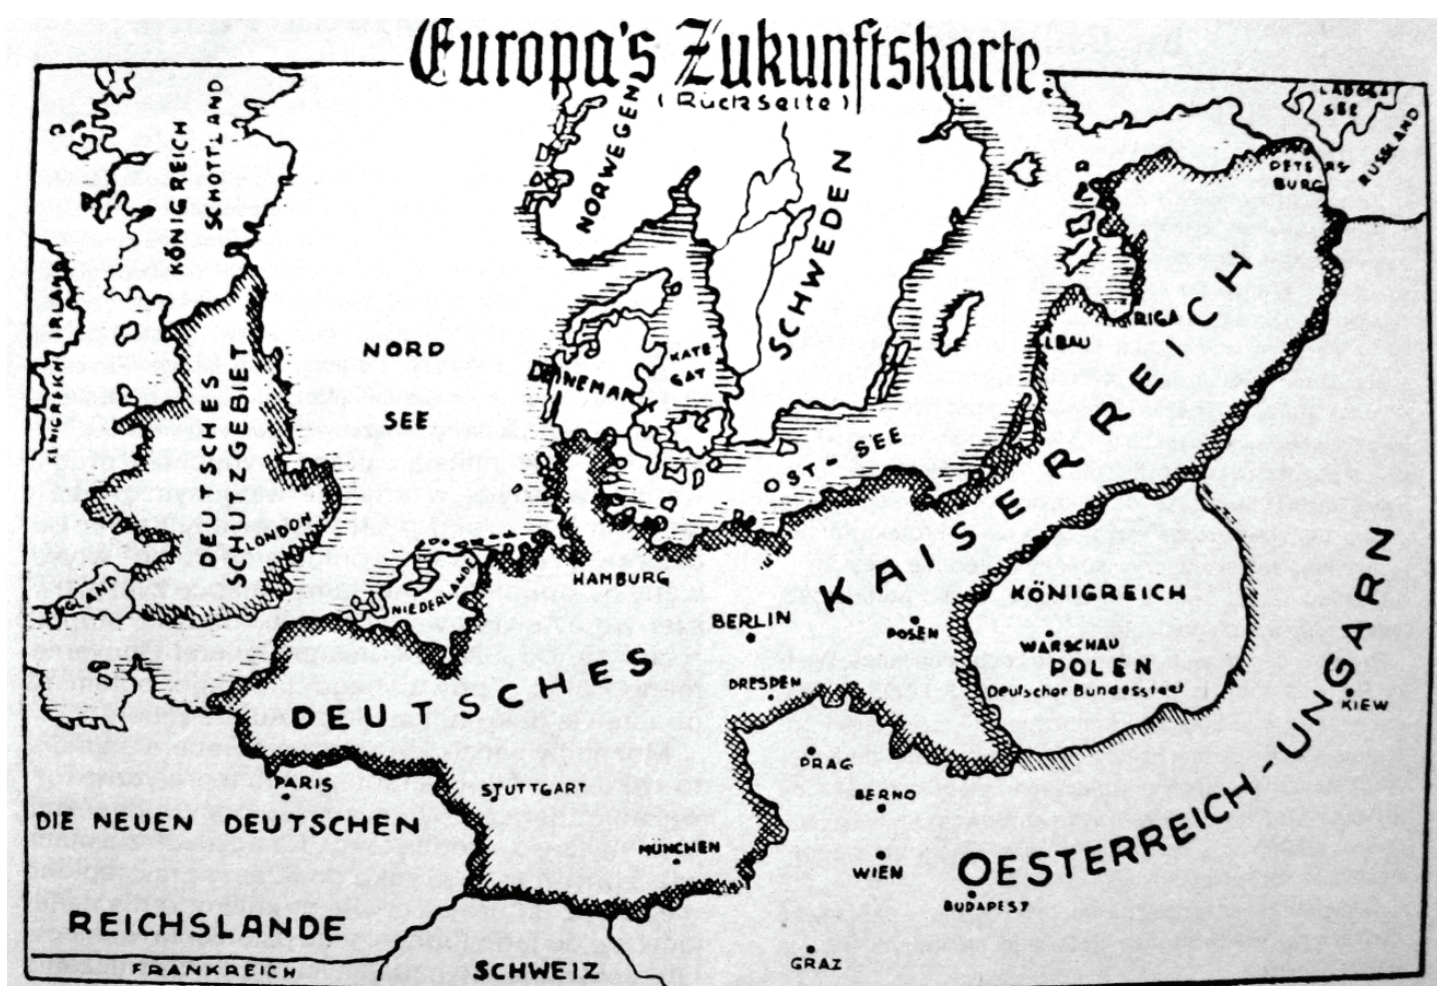 Europa's Zukunftskarte
(Rückseite)
KÖNIGREICH
SCHOTTLAND
NORWEGEN
SCHWEDEN
LADOGA
SEE
RUSSLAND
PETERS
BURG
KÖNIGREICH IRLAND
DEUTSCHES
SCHUTZGEBIET
NORD
SEE
DÄNEMARK
KATE
GAT
RIGA
LIBAU
OST-SEE
LONDON
NIEDERLANDE
HAMBURG
BERLIN
POSEN
DEUTSCHES KAISERREICH
KÖNIGREICH
WARSCHAU
POLEN
Deutscher Bundesstaat
DRESDEN
KIEW
PRAG
PARIS
STUTTGART
BERNO
DIE NEUEN DEUTSCHEN
REICHSLANDE
MÜNCHEN
WIEN
OESTERREICH-UNGARN
BUDAPEST
FRANKREICH
SCHWEIZ
GRAZ